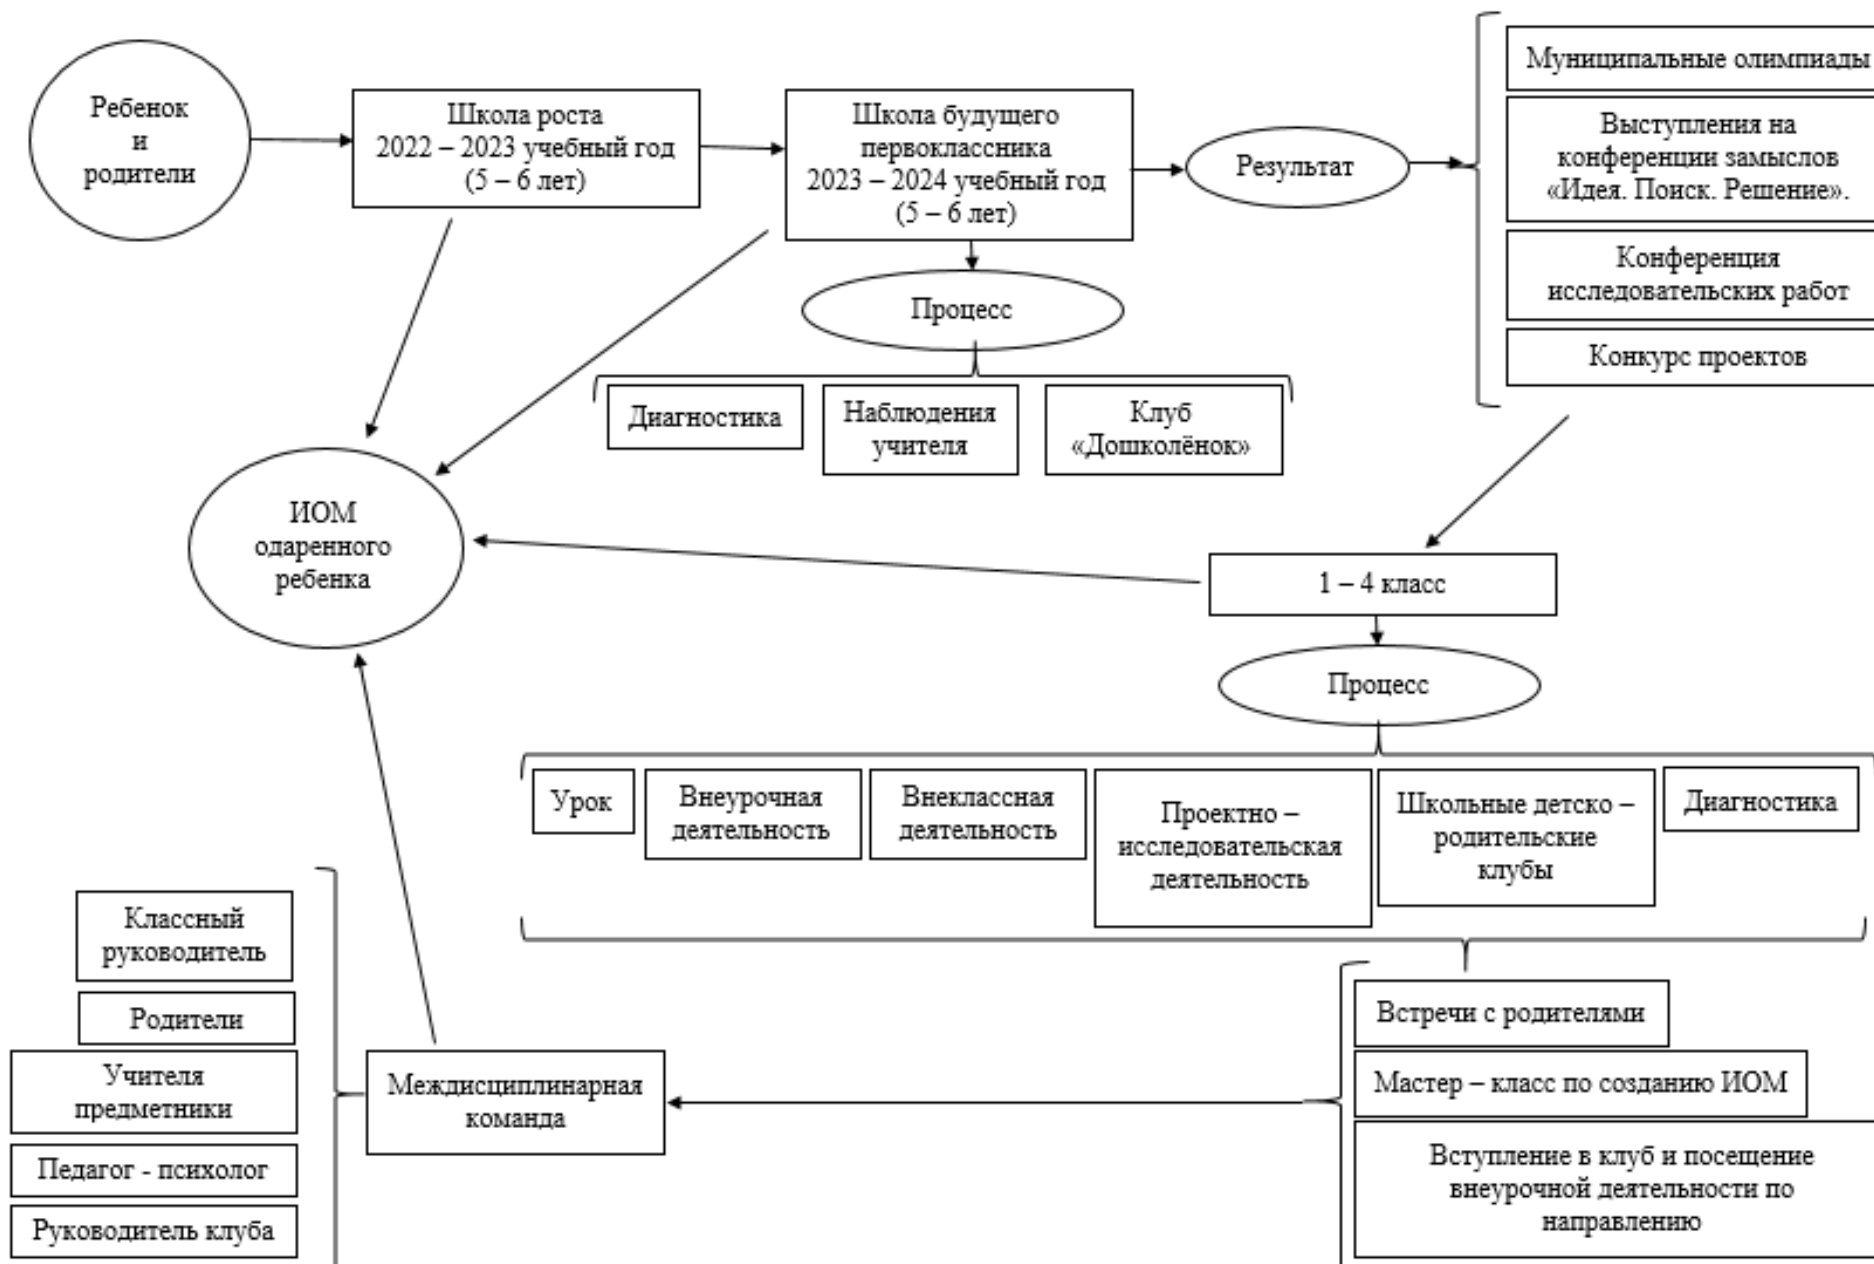 Ребенок
и
родители
Школа роста
2022 – 2023 учебный год
(5 – 6 лет)
Школа будущего
первоклассника
2023 – 2024 учебный год
(5 – 6 лет)
Результат
Муниципальные олимпиады
Выступления на
конференции замыслов
«Идея. Поиск. Решение».
Конференция
исследовательских работ
Конкурс проектов
Процесс
Диагностика
Наблюдения
учителя
Клуб
«Дошколёнок»
ИОМ
одаренного
ребенка
1 – 4 класс
Процесс
Урок
Внеурочная
деятельность
Внеклассная
деятельность
Проектно –
исследовательская
деятельность
Школьные детско –
родительские
клубы
Диагностика
Классный
руководитель
Родители
Учителя
предметники
Педагог - психолог
Руководитель клуба
Междисциплинарная
команда
Встречи с родителями
Мастер – класс по созданию ИОМ
Вступление в клуб и посещение
внеурочной деятельности по
направлению